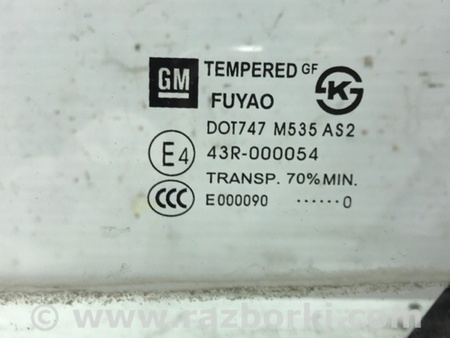 GM TEMPERED GF
FUYAO
DOT747 M535 AS2
E4 43R-000054
TRANSP. 70% MIN.
CCC E000090 ······0
© www.razborki.com